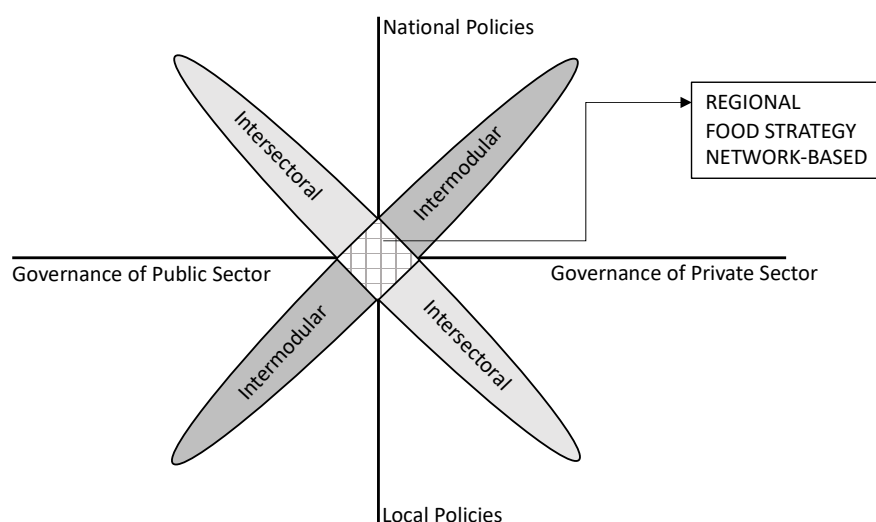 National Policies
REGIONAL
FOOD STRATEGY
NETWORK-BASED
Intersectoral
Intermodular
Governance of Public Sector
Governance of Private Sector
Intermodular
Intersectoral
Local Policies